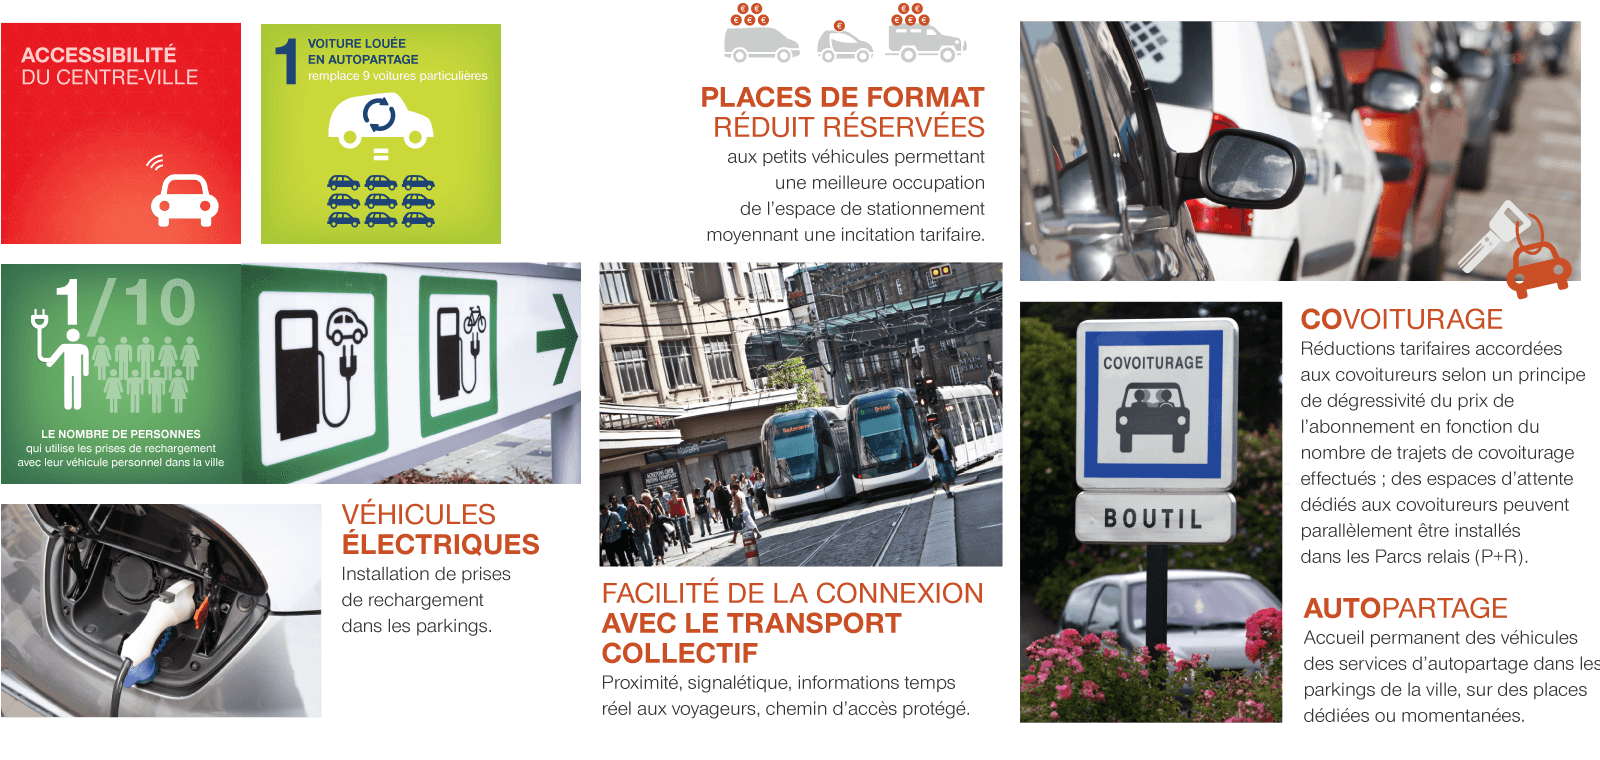 ACCESSIBILITÉ
DU CENTRE-VILLE
1
VOITURE LOUÉE
EN AUTOPARTAGE
remplace 9 voitures particulières
=
€ €
€ € €
€
€ €
€ € €
PLACES DE FORMAT
RÉDUIT RÉSERVÉES
aux petits véhicules permettant
une meilleure occupation
de l’espace de stationnement
moyennant une incitation tarifaire.
1/10
LE NOMBRE DE PERSONNES
qui utilise les prises de rechargement
avec leur véhicule personnel dans la ville
VÉHICULES
ÉLECTRIQUES
Installation de prises
de rechargement
dans les parkings.
FACILITÉ DE LA CONNEXION
AVEC LE TRANSPORT
COLLECTIF
Proximité, signalétique, informations temps
réel aux voyageurs, chemin d’accès protégé.
COVOITURAGE
BOUTIL
COVOITURAGE
Réductions tarifaires accordées
aux covoitureurs selon un principe
de dégressivité du prix de
l’abonnement en fonction du
nombre de trajets de covoiturage
effectués ; des espaces d’attente
dédiés aux covoitureurs peuvent
parallèlement être installés
dans les Parcs relais (P+R).
AUTOPARTAGE
Accueil permanent des véhicules
des services d’autopartage dans les
parkings de la ville, sur des places
dédiées ou momentanées.